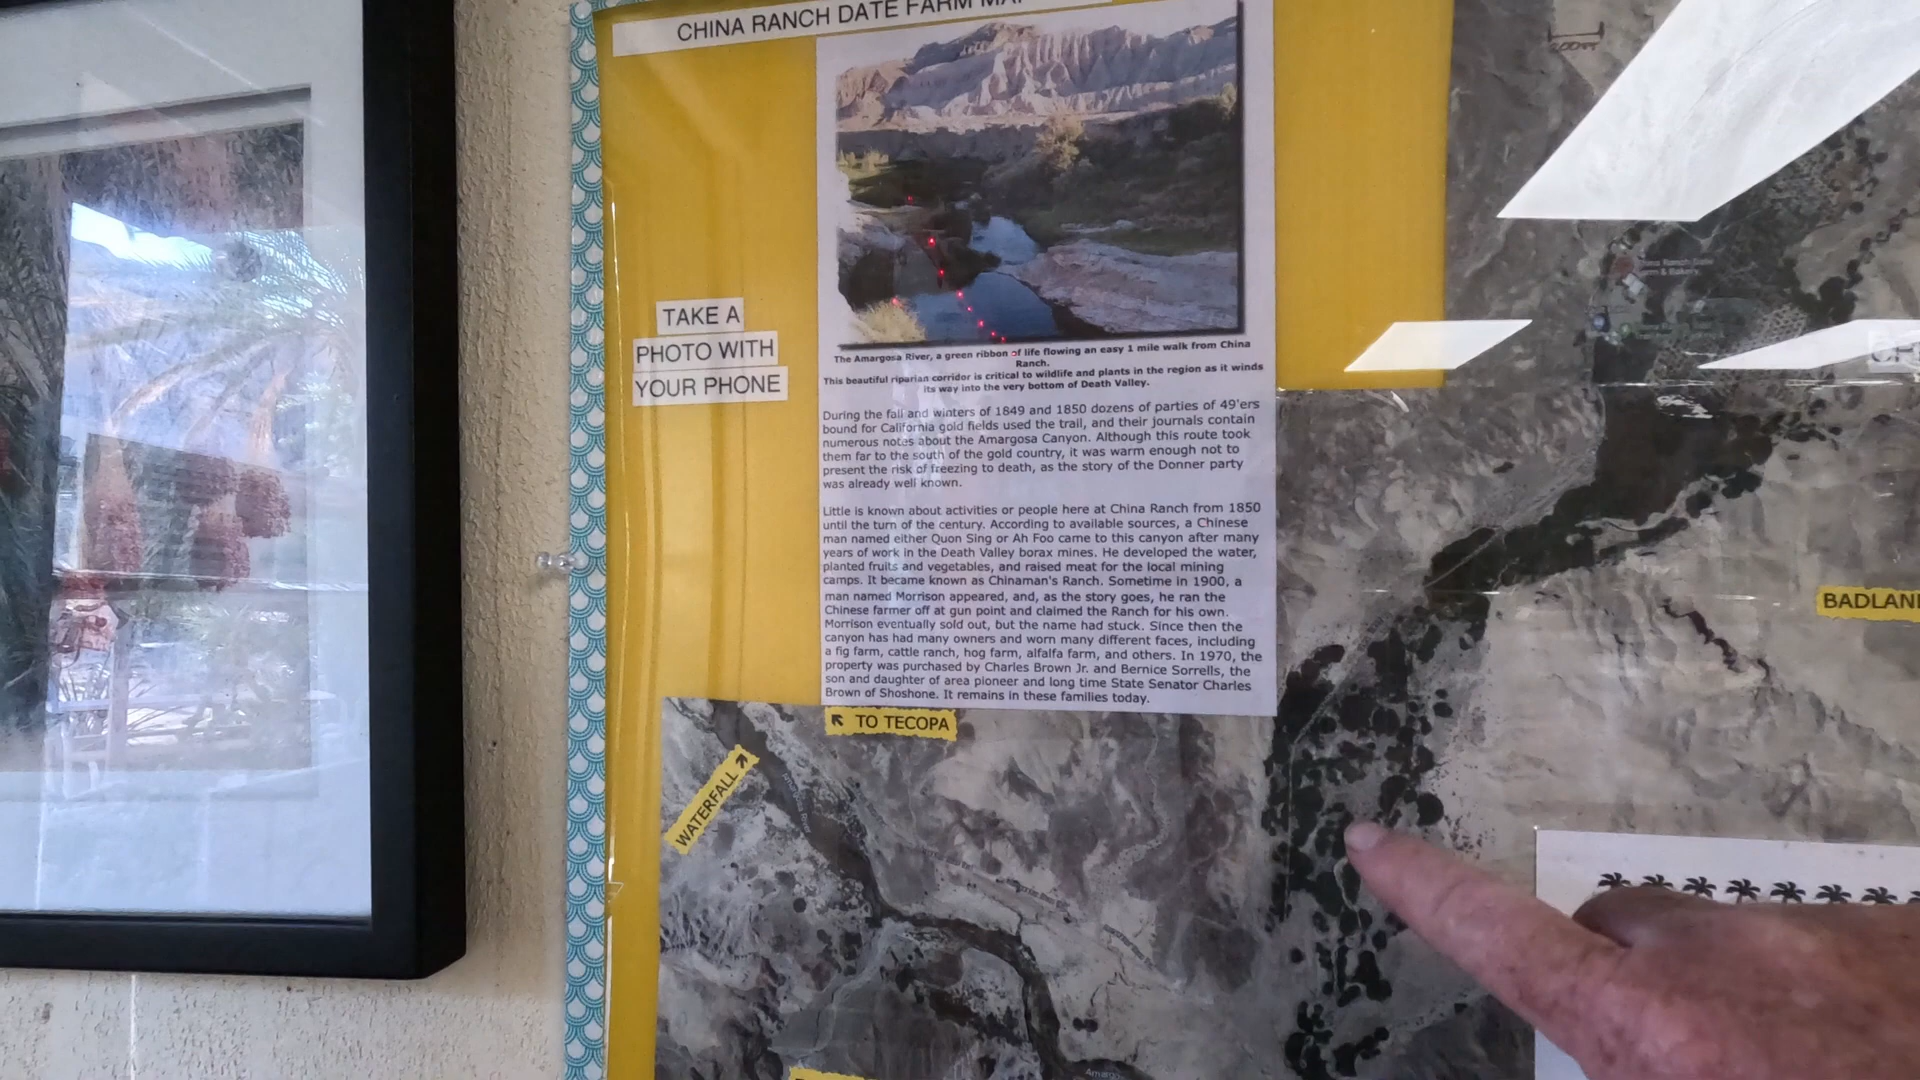 CHINA RANCH DATE FARM
TAKE A
PHOTO WITH
YOUR PHONE
The Amargosa River, a green ribbon of life flowing an easy 1 mile walk from China
Ranch.
This beautiful riparian corridor is critical to wildlife and plants in the region as it winds
its way into the very bottom of Death Valley.
During the fall and winters of 1849 and 1850 dozens of parties of 49'ers
bound for California gold fields used the trail, and their journals contain
numerous notes about the Amargosa Canyon. Although this route took
them far to the south of the gold country, it was warm enough not to
present the risk of freezing to death, as the story of the Donner party
was already well known.
Little is known about activities or people here at China Ranch from 1850
until the turn of the century. According to available sources, a Chinese
man named either Quon Sing or Ah Foo came to this canyon after many
years of work in the Death Valley borax mines. He developed the water,
planted fruits and vegetables, and raised meat for the local mining
camps. It became known as Chinaman's Ranch. Sometime in 1900, a
man named Morrison appeared, and, as the story goes, he ran the
Chinese farmer off at gun point and claimed the Ranch for his own.
Morrison eventually sold out, but the name had stuck. Since then the
canyon has had many owners and worn many different faces, including
a fig farm, cattle ranch, hog farm, alfalfa farm, and others. In 1970, the
property was purchased by Charles Brown Jr. and Bernice Sorrells, the
son and daughter of area pioneer and long time State Senator Charles
Brown of Shoshone. It remains in these families today.
China Ranch Date
Farm & Bakery
BADLAN
TO TECOPA
WATERFALL
Amargosa River